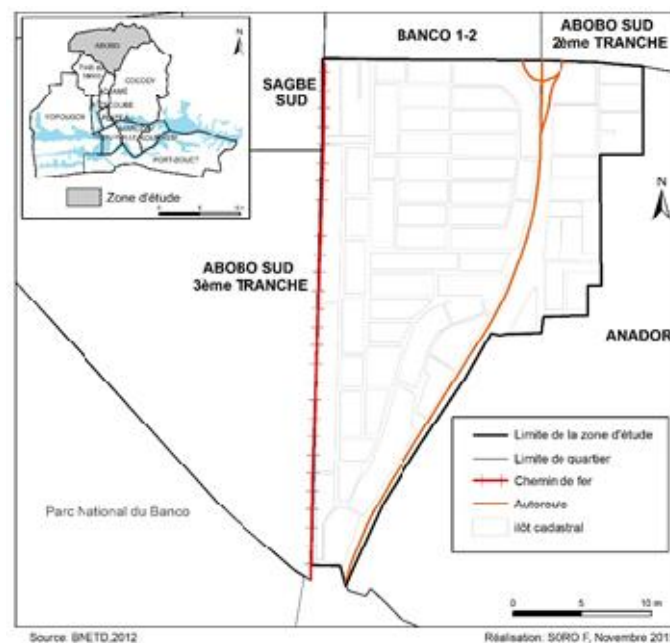 BANCO 1-2
ABOBO SUD
2ème TRANCHE
ABOBO
N
COCODY
YOPOUGON
PORT-BOUET
Zone d'étude
SAGBE
SUD
N
ABOBO SUD
3ème TRANCHE
ANADOR
Limite de la zone d'étude
Limite de quartier
Chemin de fer
Autoroute
ilôt cadastral
Parc National du Banco
0 5 10 m
Source: BNETD,2012
Réalisation: SORO F, Novembre 201